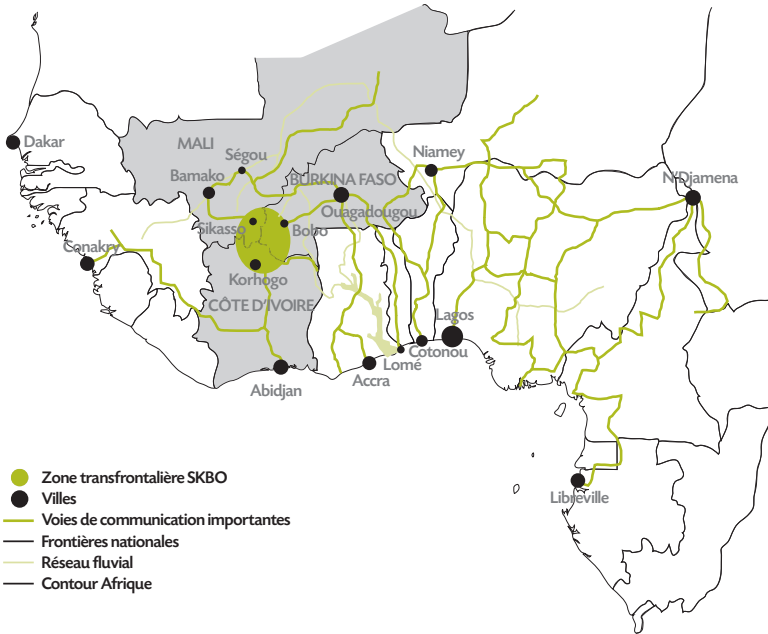 Dakar
MALI
Ségou
Bamako
Niamey
BURKINA FASO
N'Djamena
Ouagadougou
Sikasso
Bobo
Conakry
Korhogo
CÔTE D'IVOIRE
Lagos
Cotonou
Lomé
Accra
Abidjan
Libreville
Zone transfrontalière SKBO
Villes
Voies de communication importantes
Frontières nationales
Réseau fluvial
Contour Afrique